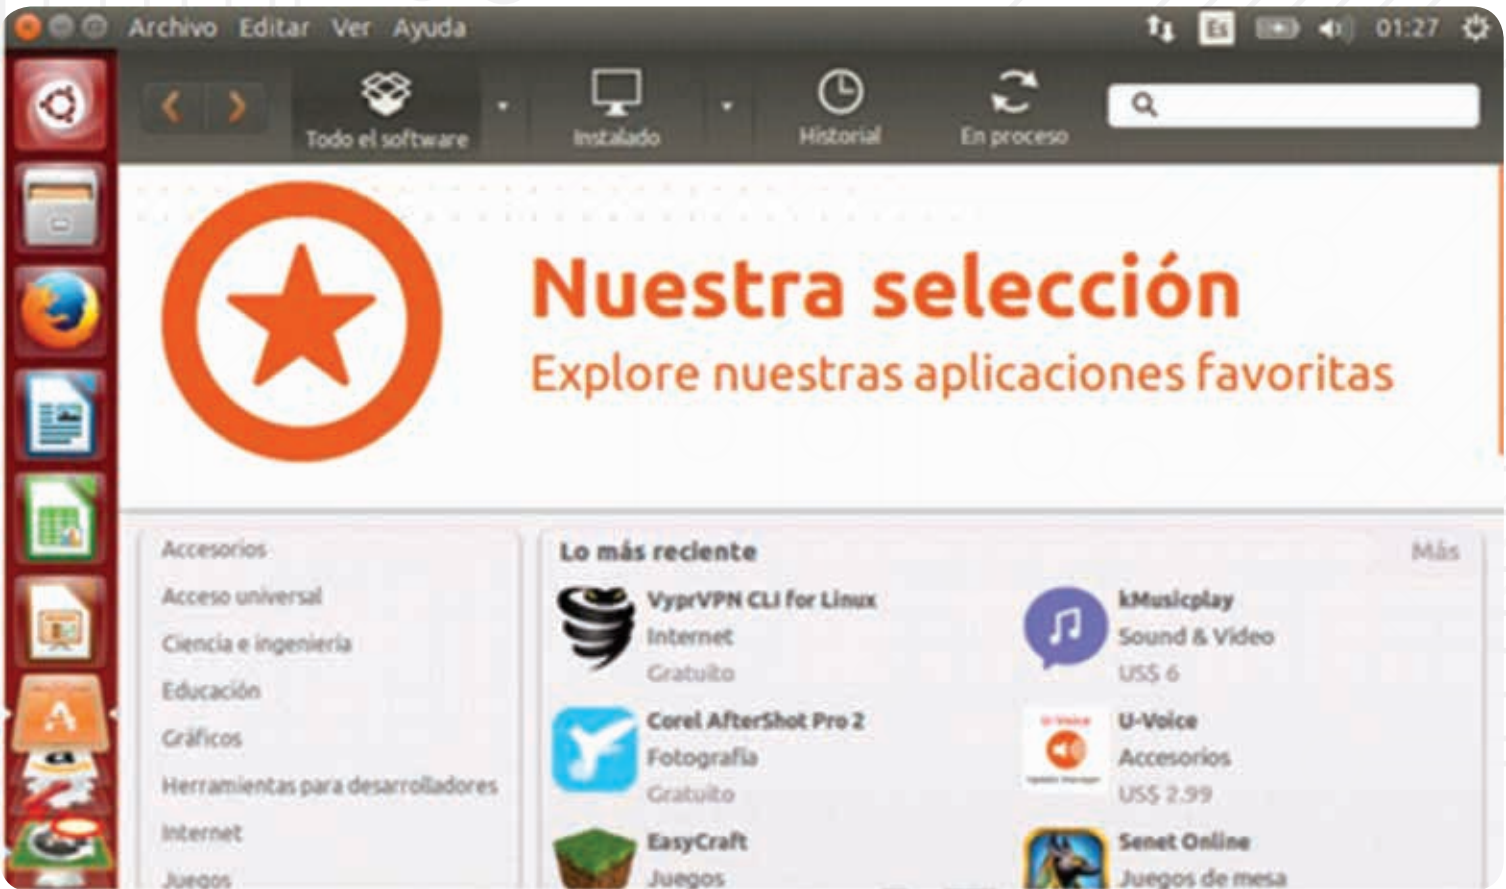 Archivo Editar Ver Ayuda
Es
01:27
Todo el software
Instalado
Historial
En proceso
Nuestra selección
Explore nuestras aplicaciones favoritas
Accesorios
Acceso universal
Ciencia e ingeniería
Educación
Gráficos
Herramientas para desarrolladores
Internet
Juegos
Lo más reciente
Más
VyprVPN CLI for Linux
Internet
Gratuito
kMusicplay
Sound & Video
US$ 6
Corel AfterShot Pro 2
Fotografía
Gratuito
U-Voice
U-Voice
Accesorios
US$ 2.99
EasyCraft
Juegos
Senet Online
Juegos de mesa